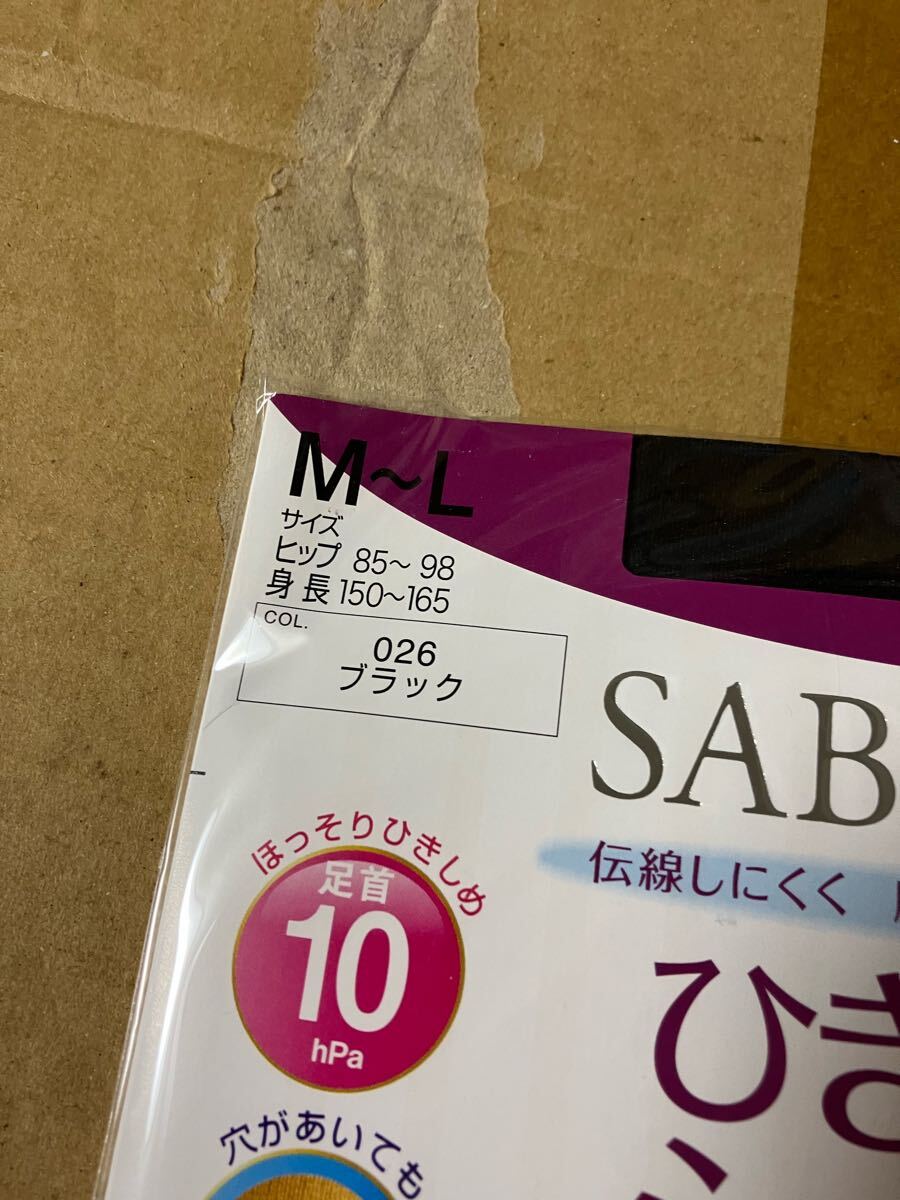 M~L
サイズ
ヒップ 85~98
身長 150~165
COL.
026
ブラック
SAB
伝線しにくく
ひき
ほっそりひきしめ
足首
10
hPa
穴があいても